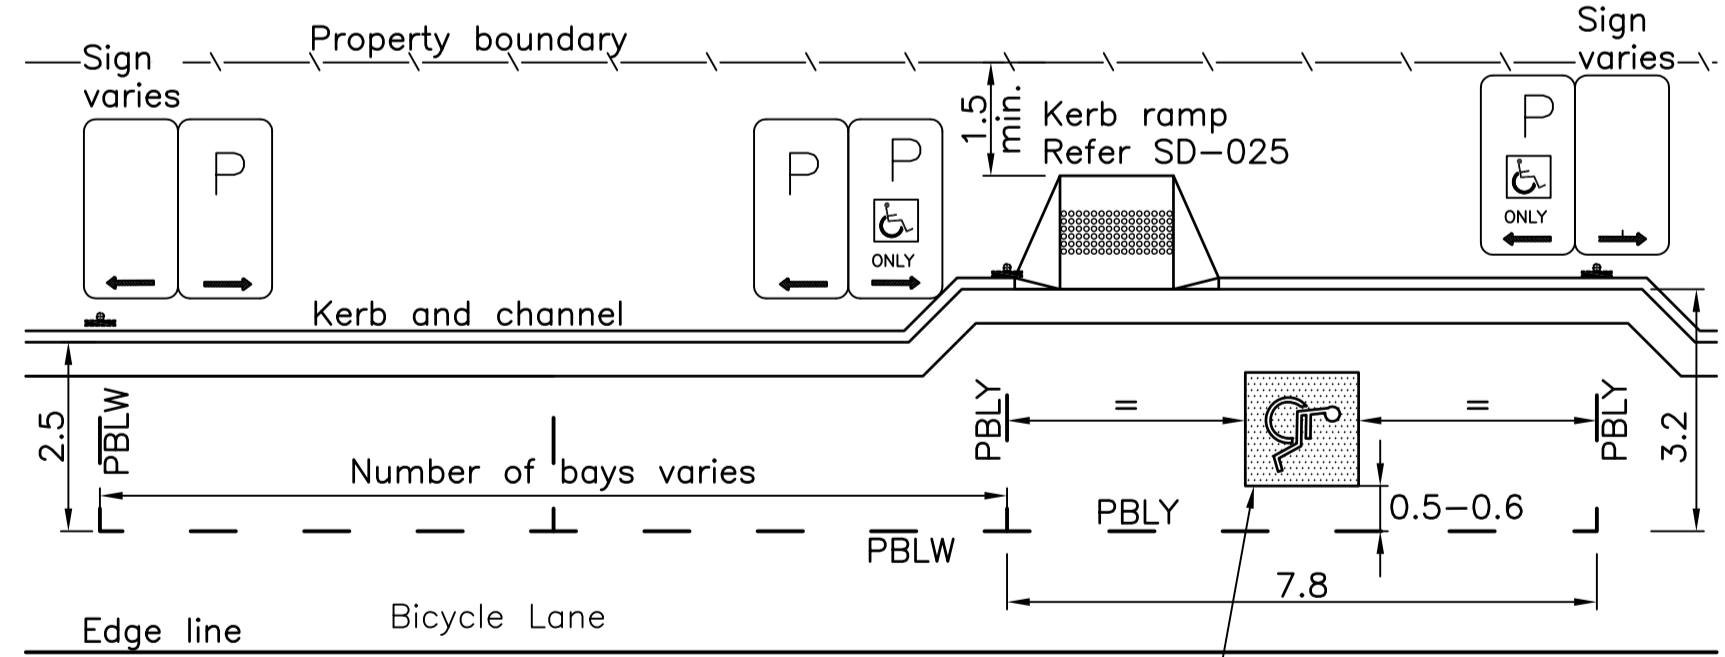 Sign
varies
Property boundary
Sign
varies
P
P
P
ONLY
1.5
min.
Kerb ramp
Refer SD-025
P
ONLY
Kerb and channel
2.5
PBLW
Number of bays varies
PBLY
=
=
PBLY
3.2
PBLY
0.5-0.6
PBLW
7.8
Bicycle Lane
Edge line